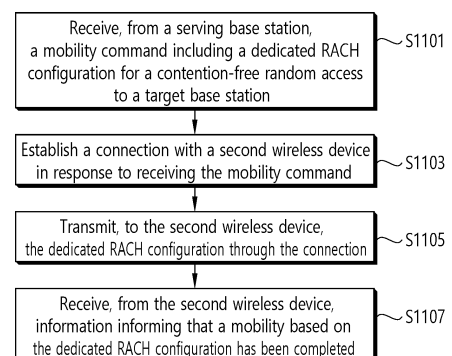 Receive, from a serving base station,
a mobility command including a dedicated RACH
configuration for a contention-free random access
to a target base station
S1101
Establish a connection with a second wireless device
in response to receiving the mobility command
S1103
Transmit, to the second wireless device,
the dedicated RACH configuration through the connection
S1105
Receive, from the second wireless device,
information informing that a mobility based on
the dedicated RACH configuration has been completed
S1107